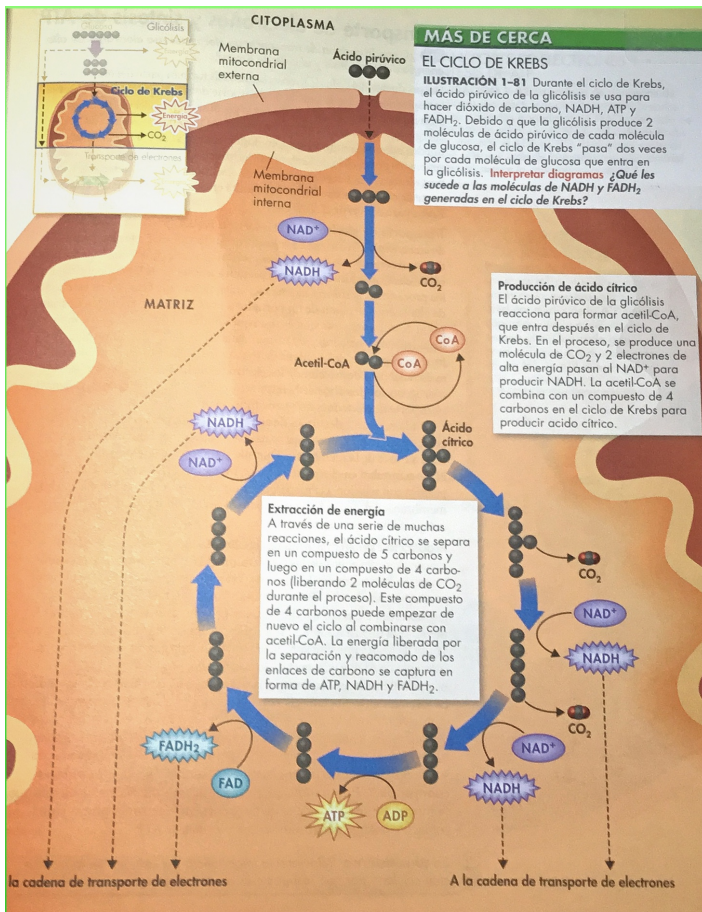 CITOPLASMA
Glicólisis
Ciclo de Krebs
Energía
CO2
Transporte de electrones
Membrana
mitocondrial
externa
Ácido pirúvico
Membrana
mitocondrial
interna
MÁS DE CERCA
EL CICLO DE KREBS
ILUSTRACIÓN 1–81 Durante el ciclo de Krebs,
el ácido pirúvico de la glicólisis se usa para
hacer dióxido de carbono, NADH, ATP y
FADH2. Debido a que la glicólisis produce 2
moléculas de ácido pirúvico de cada molécula
de glucosa, el ciclo de Krebs "pasa" dos veces
por cada molécula de glucosa que entra en
la glicólisis. Interpretar diagramas ¿Qué les
sucede a las moléculas de NADH y FADH2
generadas en el ciclo de Krebs?
NAD+
NADH
CO2
MATRIZ
Producción de ácido cítrico
El ácido pirúvico de la glicólisis
reacciona para formar acetil-CoA,
que entra después en el ciclo de
Krebs. En el proceso, se produce una
molécula de CO2 y 2 electrones de
alta energía pasan al NAD+ para
producir NADH. La acetil-CoA se
combina con un compuesto de 4
carbonos en el ciclo de Krebs para
producir acido cítrico.
CoA
Acetil-CoA
CoA
NADH
NAD+
Ácido
cítrico
Extracción de energía
A través de una serie de muchas
reacciones, el ácido cítrico se separa
en un compuesto de 5 carbonos y
luego en un compuesto de 4 carbo-
nos (liberando 2 moléculas de CO2
durante el proceso). Este compuesto
de 4 carbonos puede empezar de
nuevo el ciclo al combinarse con
acetil-CoA. La energía liberada por
la separación y reacomodo de los
enlaces de carbono se captura en
forma de ATP, NADH y FADH2.
CO2
NAD+
NADH
CO2
NAD+
NADH
FADH2
FAD
ATP
ADP
la cadena de transporte de electrones
A la cadena de transporte de electrones